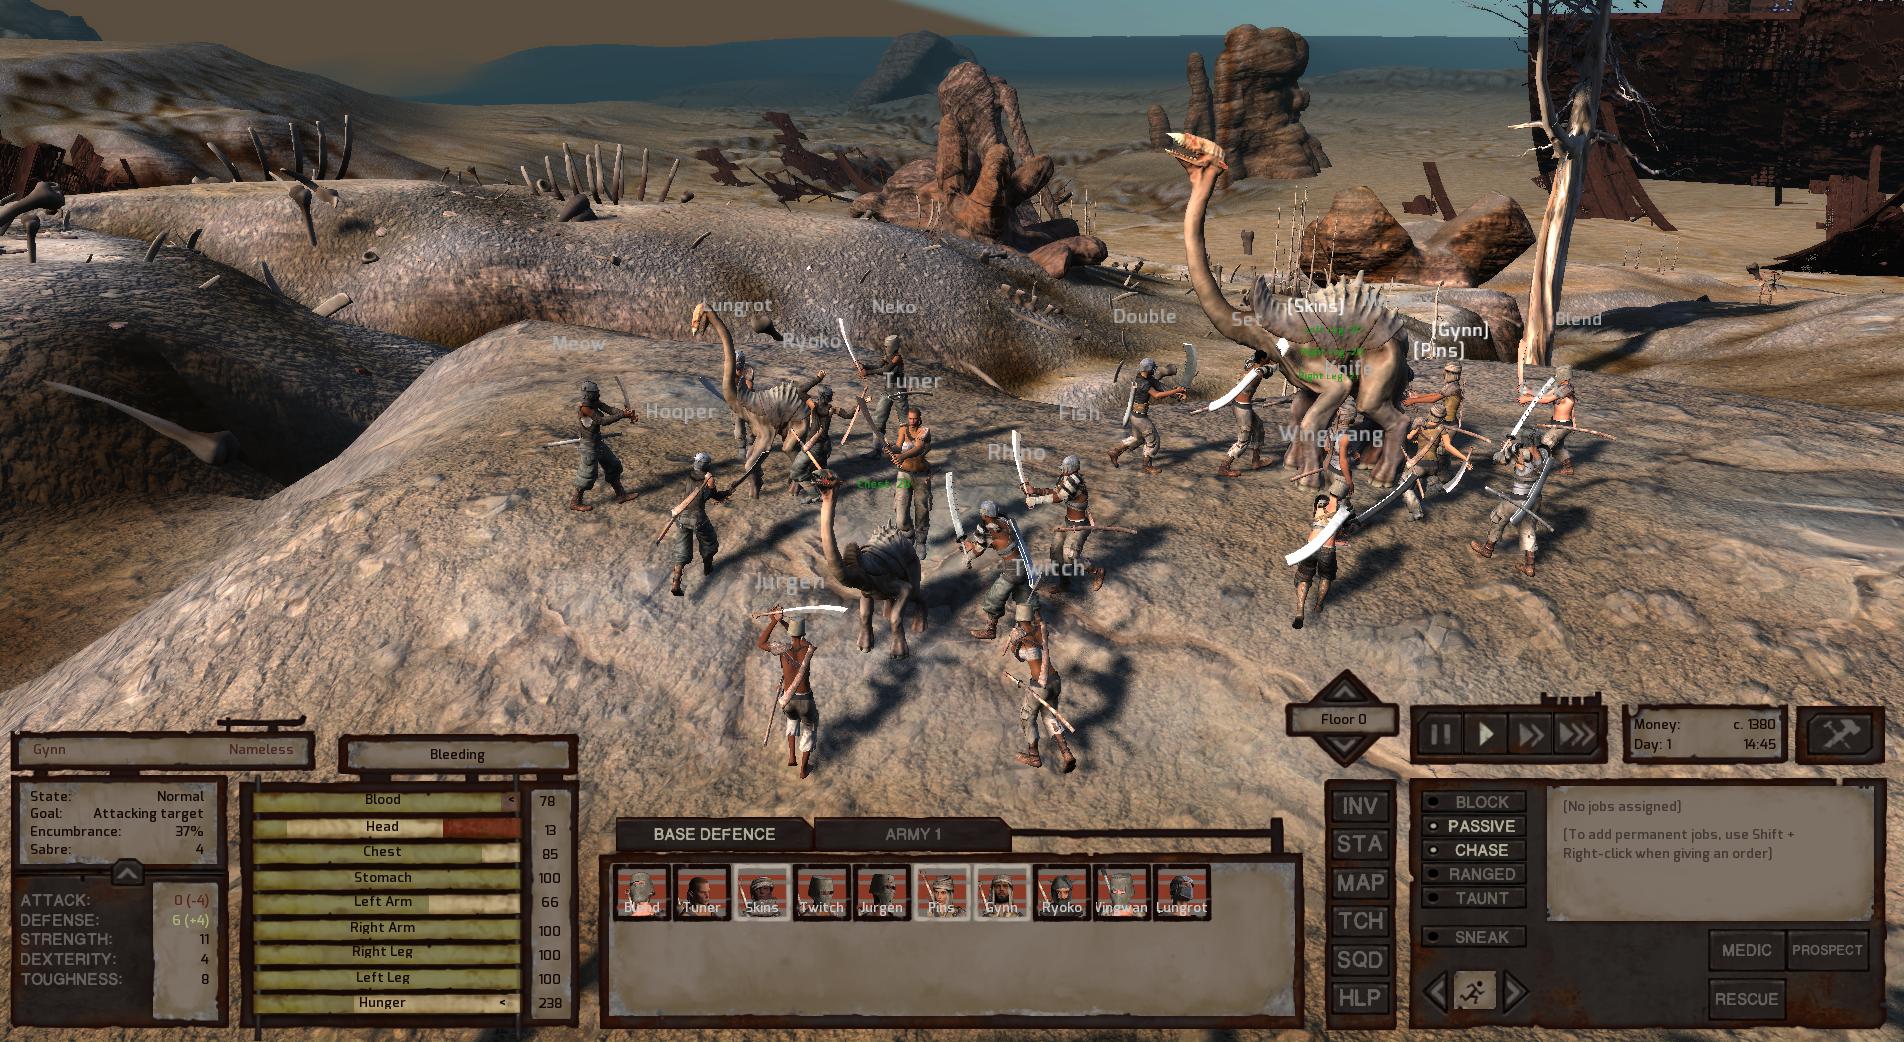 Lungrot
Neko
Double
Set
[Skins]
Blend
Meow
Ryoko
[Gynn]
[Pins]
Knife
Tuner
Hooper
Fish
Wingwang
Rhino
Twitch
Jurgen
Gynn Nameless
Bleeding
State: Normal
Goal: Attacking target
Encumbrance: 37%
Sabre: 4
ATTACK: 0 (-4)
DEFENSE: 6 (+4)
STRENGTH: 11
DEXTERITY: 4
TOUGHNESS: 8
Blood < 78
Head 13
Chest 85
Stomach 100
Left Arm 66
Right Arm 100
Right Leg 100
Left Leg 100
Hunger < 238
BASE DEFENCE ARMY 1
Blend Tuner Skins Twitch Jurgen Pins Gynn Ryoko Wingwan Lungrot
Floor 0
Money: c. 1380
Day: 1 14:45
INV
STA
MAP
TCH
SQD
HLP
BLOCK
PASSIVE
CHASE
RANGED
TAUNT
SNEAK
[No jobs assigned]
[To add permanent jobs, use Shift +
Right-click when giving an order]
MEDIC PROSPECT
RESCUE